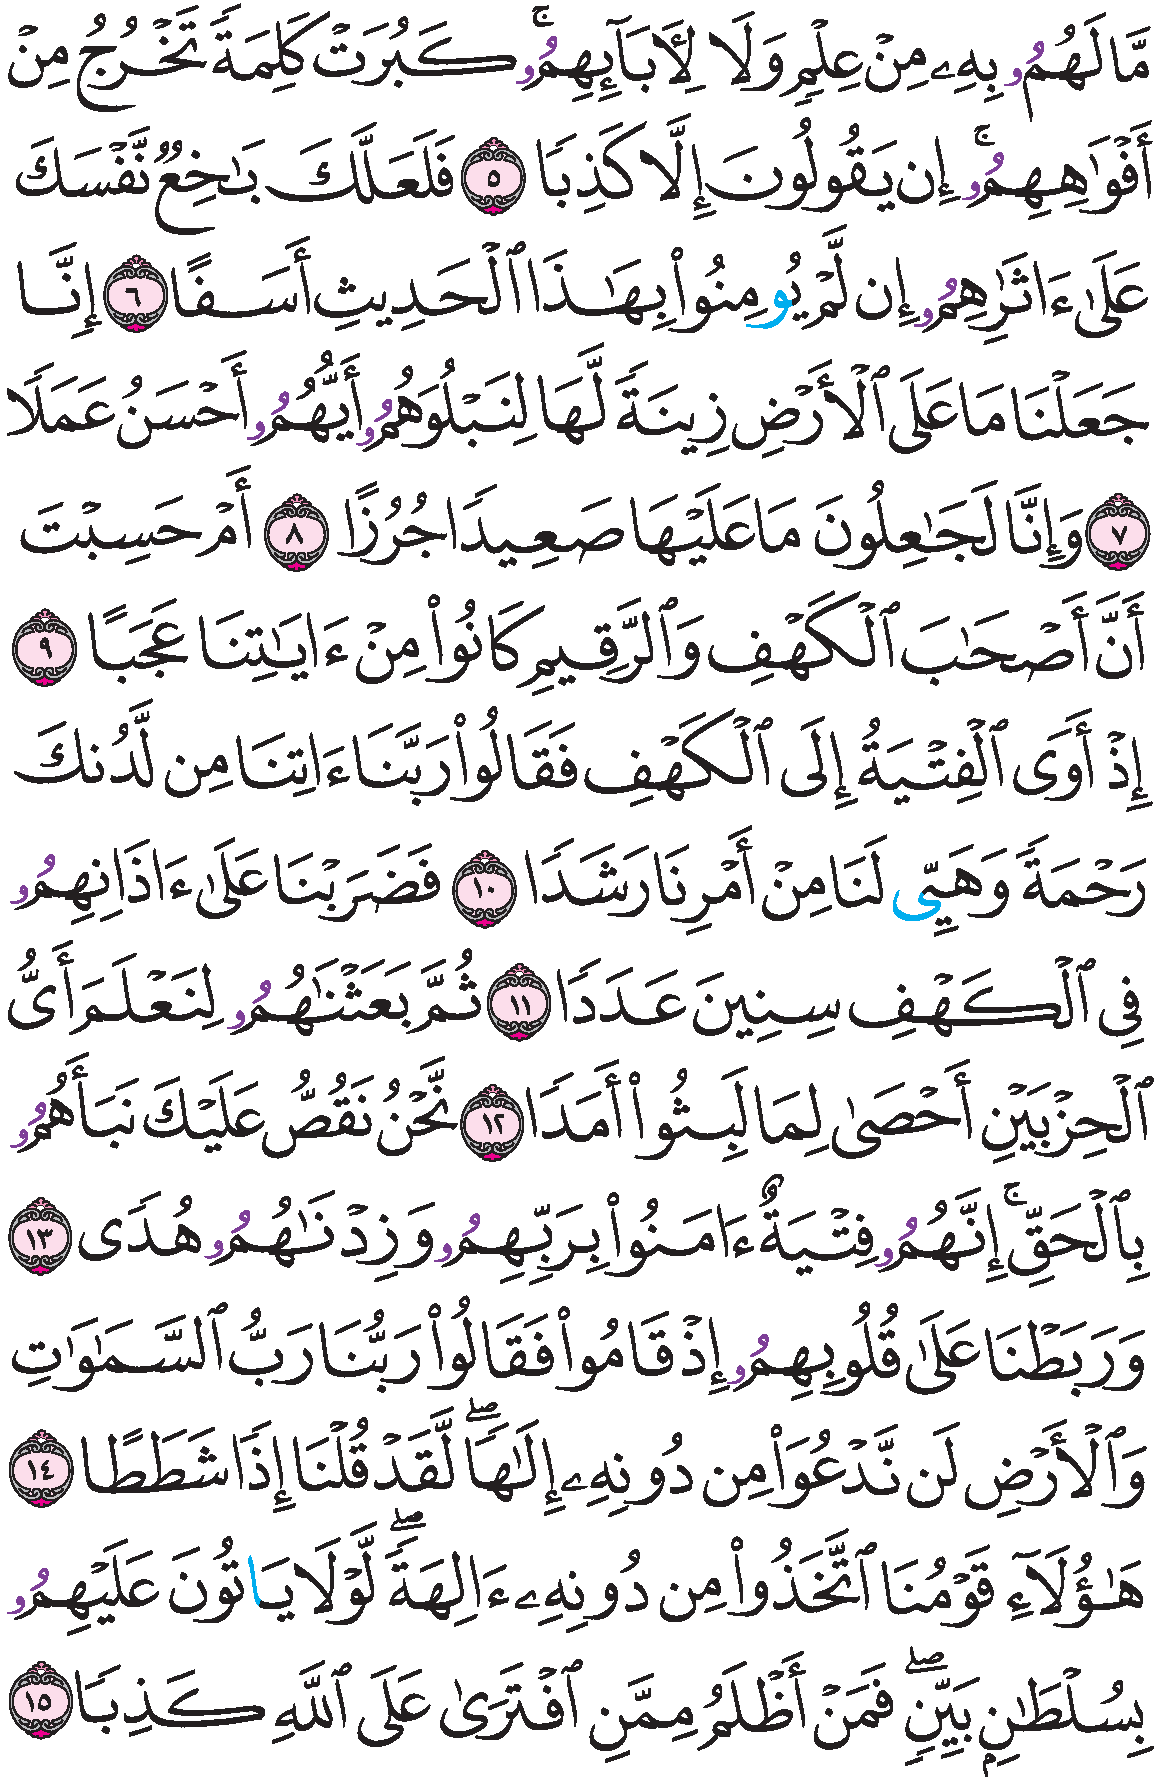 مَّا لَهُمُۥ بِهِۦ مِنْ عِلْمٖ وَلَا لِأٓبَآئِهِمُۥۚ كَبُرَتْ كَلِمَةٗ تَخْرُجُ مِنْ
أَفْوَٰهِهِمُۥۚ إِن يَقُولُونَ إِلَّا كَذِبٗا ٥ فَلَعَلَّكَ بَٰخِعٞ نَّفْسَكَ
عَلَىٰ ءَاثَٰرِهِمُۥ إِن لَّمْ يُومِنُواْ بِهَٰذَا ٱلْحَدِيثِ أَسَفًا ٦ إِنَّا
جَعَلْنَا مَا عَلَى ٱلْأَرْضِ زِينَةٗ لَّهَا لِنَبْلُوَهُمُۥ أَيُّهُمُۥ أَحْسَنُ عَمَلٗا
٧ وَإِنَّا لَجَٰعِلُونَ مَا عَلَيْهَا صَعِيدٗا جُرُزًا ٨ أَمْ حَسِبْتَ
أَنَّ أَصْحَٰبَ ٱلْكَهْفِ وَٱلرَّقِيمِ كَانُواْ مِنْ ءَايَٰتِنَا عَجَبًا ٩
إِذْ أَوَى ٱلْفِتْيَةُ إِلَى ٱلْكَهْفِ فَقَالُواْ رَبَّنَا ءَاتِنَا مِن لَّدُنكَ
رَحْمَةٗ وَهَيِّي لَنَا مِنْ أَمْرِنَا رَشَدٗا ١٠ فَضَرَبْنَا عَلَىٰ ءَاذَانِهِمُۥ
فِي ٱلْكَهْفِ سِنِينَ عَدَدٗا ١١ ثُمَّ بَعَثْنَٰهُمُۥ لِنَعْلَمَ أَيُّ
ٱلْحِزْبَيْنِ أَحْصَىٰ لِمَا لَبِثُواْ أَمَدٗا ١٢ نَّحْنُ نَقُصُّ عَلَيْكَ نَبَأَهُمُۥ
بِٱلْحَقِّۚ إِنَّهُمُۥ فِتْيَةٌ ءَامَنُواْ بِرَبِّهِمُۥ وَزِدْنَٰهُمُۥ هُدٗى ١٣
وَرَبَطْنَا عَلَىٰ قُلُوبِهِمُۥ إِذْ قَامُواْ فَقَالُواْ رَبُّنَا رَبُّ ٱلسَّمَٰوَٰتِ
وَٱلْأَرْضِ لَن نَّدْعُوَاْ مِن دُونِهِۦ إِلَٰهٗاۖ لَّقَدْ قُلْنَا إِذٗا شَطَطًا ١٤
هَٰؤُلَآءِ قَوْمُنَا ٱتَّخَذُواْ مِن دُونِهِۦ ءَالِهَةٗۖ لَّوْلَا يَاتُونَ عَلَيْهِمُۥ
بِسُلْطَٰنِۭ بَيِّنٖۖ فَمَنْ أَظْلَمُ مِمَّنِ ٱفْتَرَىٰ عَلَى ٱللَّهِ كَذِبٗا ١٥